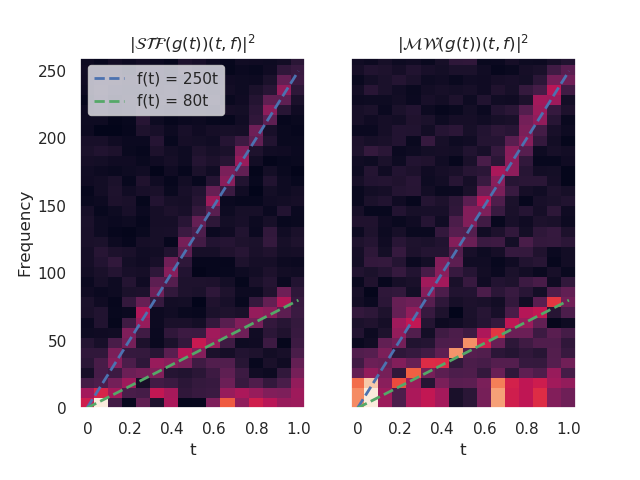 |𝒮𝒯ℱ(g(t))(t, f)|²
|ℳ𝒲(g(t))(t, f)|²
f(t) = 250t
f(t) = 80t
Frequency
250
200
150
100
50
0
0 0.2 0.4 0.6 0.8 1.0
0 0.2 0.4 0.6 0.8 1.0
t
t